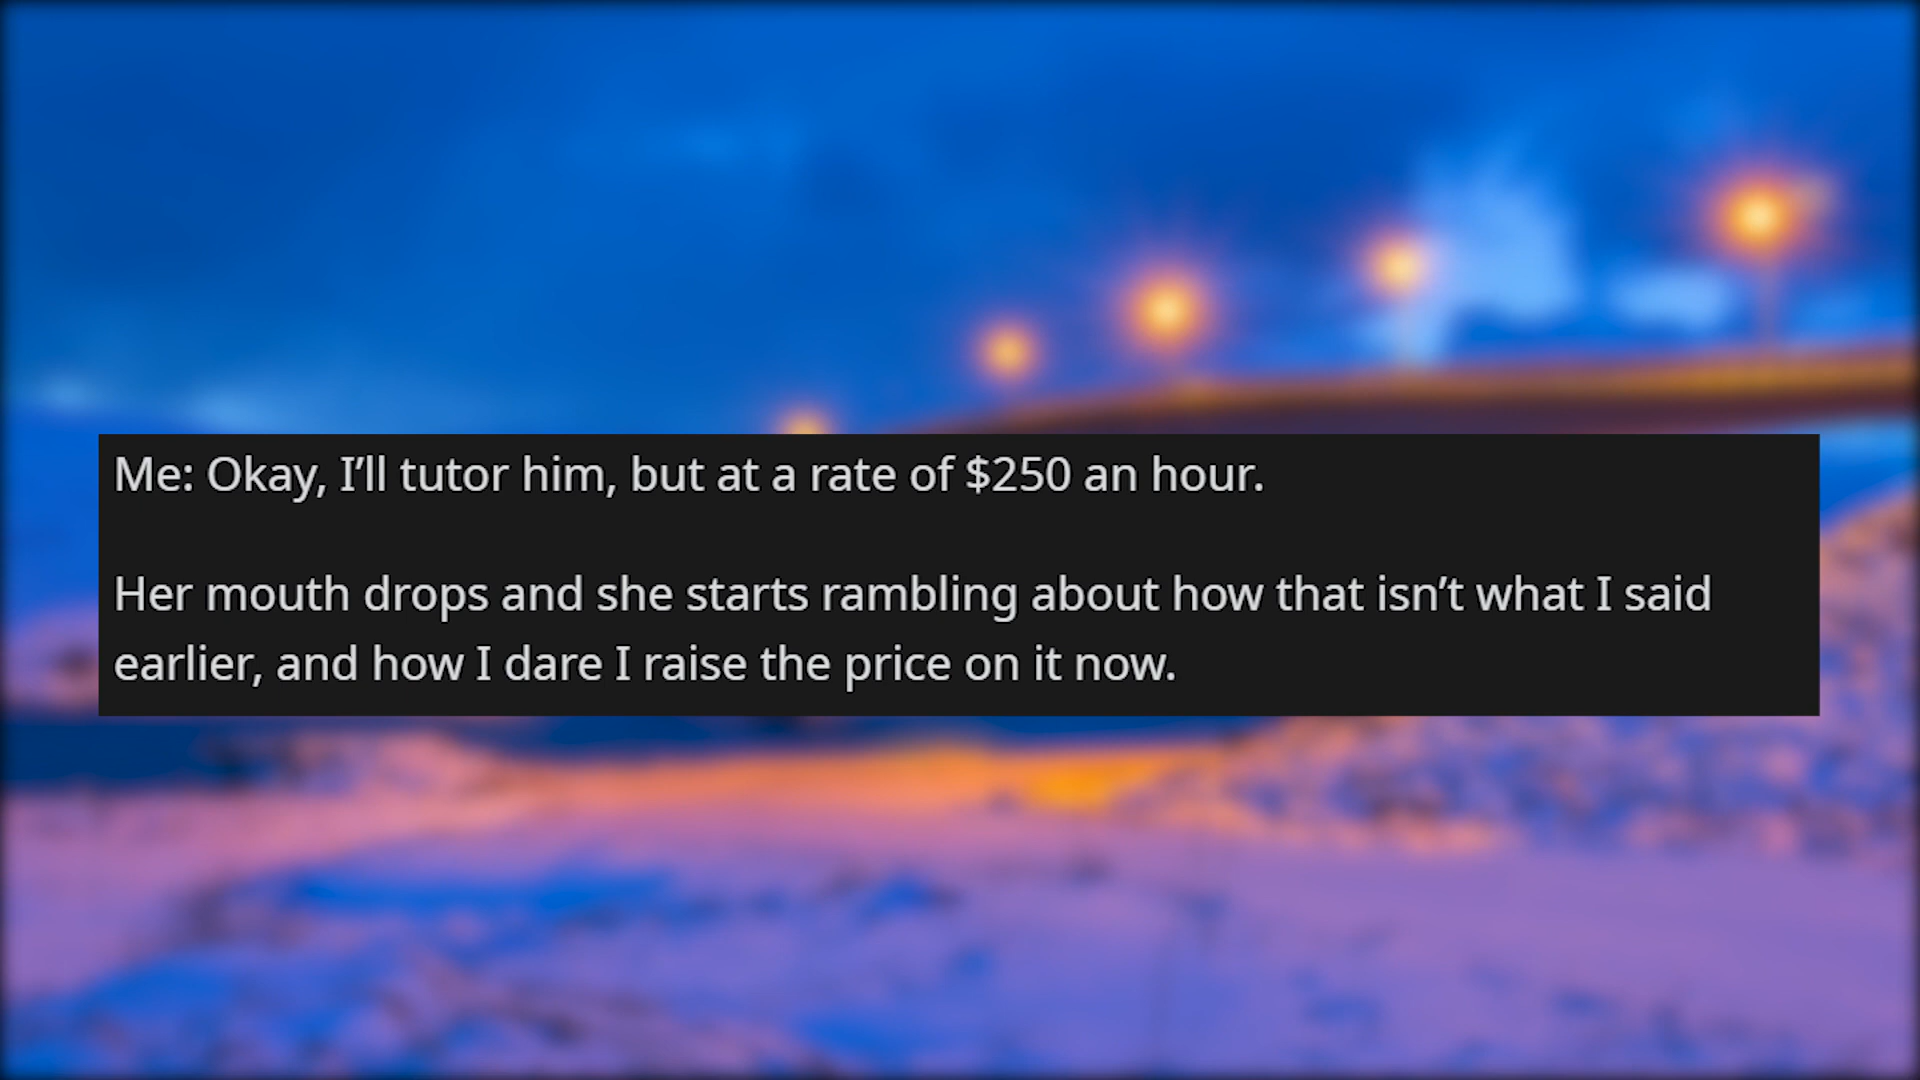 Me: Okay, I’ll tutor him, but at a rate of $250 an hour.
Her mouth drops and she starts rambling about how that isn’t what I said
earlier, and how I dare I raise the price on it now.